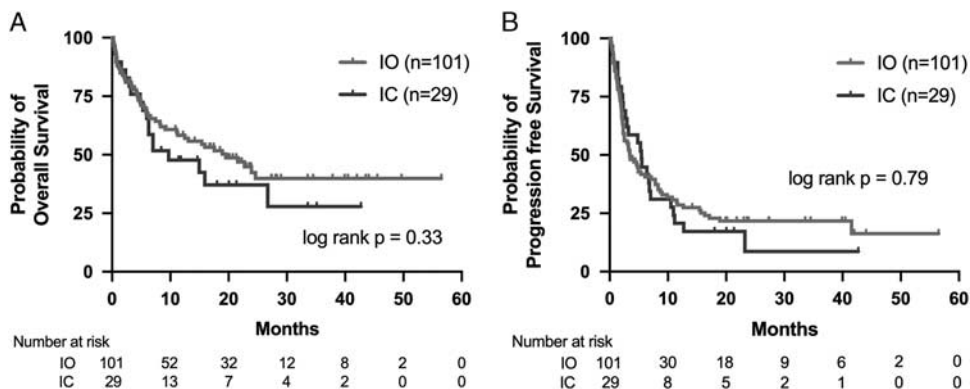 A
Probability of
Overall Survival
100
75
50
25
0
IO (n=101)
IC (n=29)
log rank p = 0.33
0 10 20 30 40 50 60
Months
Number at risk
IO 101 52 32 12 8 2 0
IC 29 13 7 4 2 0 0
B
Probability of
Progression free Survival
100
75
50
25
0
IO (n=101)
IC (n=29)
log rank p = 0.79
0 10 20 30 40 50 60
Months
Number at risk
IO 101 30 18 9 6 2 0
IC 29 8 5 2 1 0 0